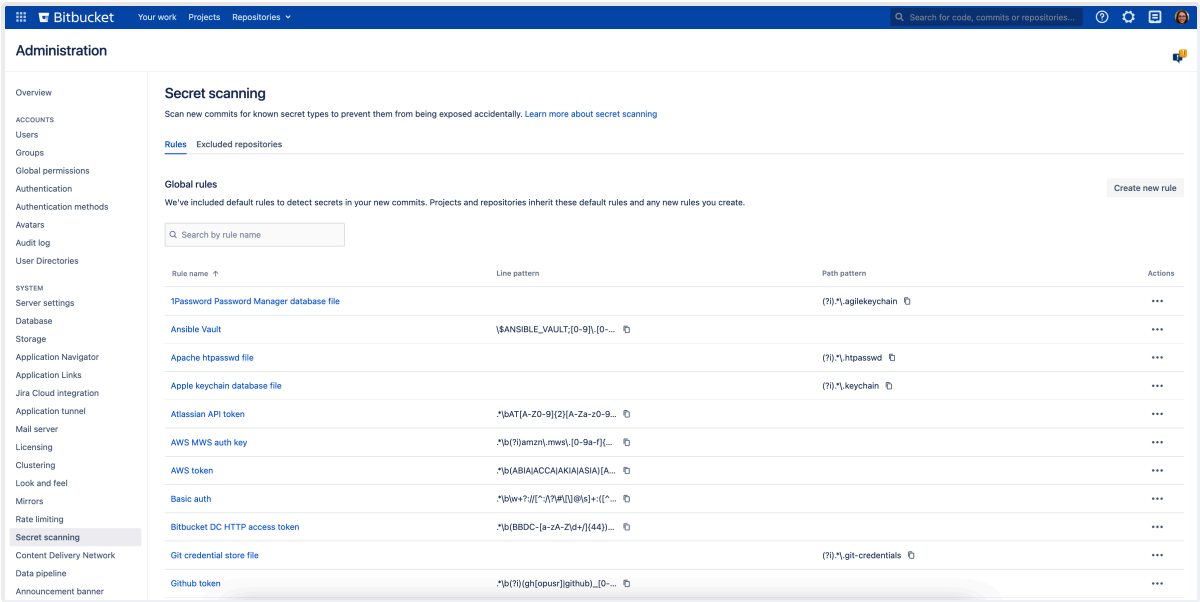 Bitbucket Your work Projects Repositories Search for code, commits or repositories...
Administration
Overview
ACCOUNTS
Users
Groups
Global permissions
Authentication
Authentication methods
Avatars
Audit log
User Directories
SYSTEM
Server settings
Database
Storage
Application Navigator
Application Links
Jira Cloud integration
Application tunnel
Mail server
Licensing
Clustering
Look and feel
Mirrors
Rate limiting
Secret scanning
Content Delivery Network
Data pipeline
Announcement banner
Secret scanning
Scan new commits for known secret types to prevent them from being exposed accidentally. Learn more about secret scanning
Rules Excluded repositories
Global rules
Create new rule
We've included default rules to detect secrets in your new commits. Projects and repositories inherit these default rules and any new rules you create.
Search by rule name
Rule name ↑ Line pattern Path pattern Actions
1Password Password Manager database file (?i).*\.agilekeychain
Ansible Vault \$ANSIBLE_VAULT;[0-9]\.[0-...
Apache htpasswd file (?i).*\.htpasswd
Apple keychain database file (?i).*\.keychain
Atlassian API token .*\bAT[A-Z0-9]{2}[A-Za-z0-9...
AWS MWS auth key .*\b(?i)amzn\.mws\.[0-9a-f]{...
AWS token .*\b(ABIA|ACCA|AKIA|ASIA)[A...
Basic auth .*\b\w+?://[^:/\?\#\[\]@\s]+:([^...
Bitbucket DC HTTP access token .*\b(BBDC-[a-zA-Z\d+/]{44})...
Git credential store file (?i).*\.git-credentials
Github token .*\b(?i)(gh[opusr]|github)_[0-...